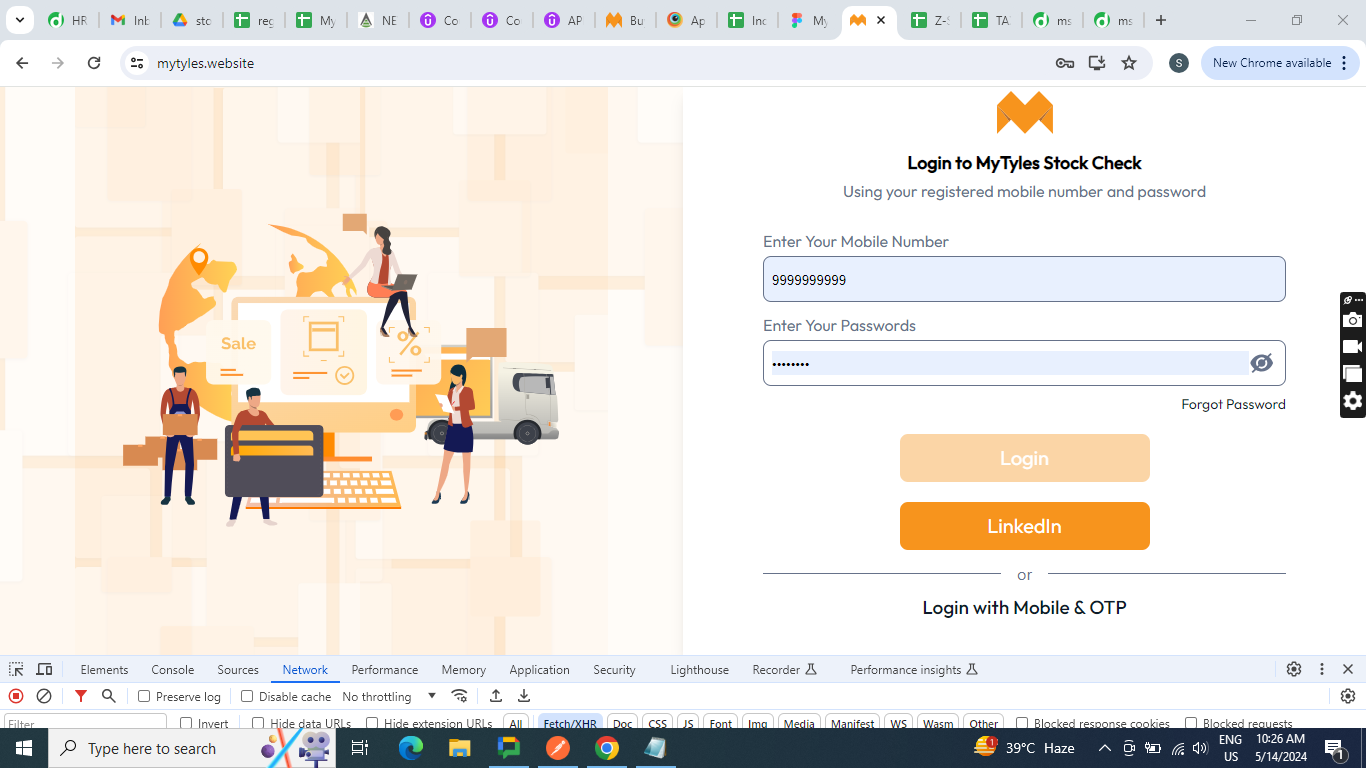 HR
Inb
sto
reg
My
NE
Co
Co
AP
Bu
Ap
Inc
My
Z-S
TA
ms
ms
mytyles.website
S
New Chrome available
Login to MyTyles Stock Check
Using your registered mobile number and password
Enter Your Mobile Number
9999999999
Sale
%
Enter Your Passwords
••••••••
Forgot Password
Login
LinkedIn
or
Login with Mobile & OTP
Elements Console Sources Network Performance Memory Application Security Lighthouse Recorder Performance insights
Preserve log Disable cache No throttling
Filter Invert Hide data URLs Hide extension URLs All Fetch/XHR Doc CSS JS Font Img Media Manifest WS Wasm Other Blocked response cookies Blocked requests
Type here to search
1
39°C Haze
ENG
US
10:26 AM
5/14/2024
1